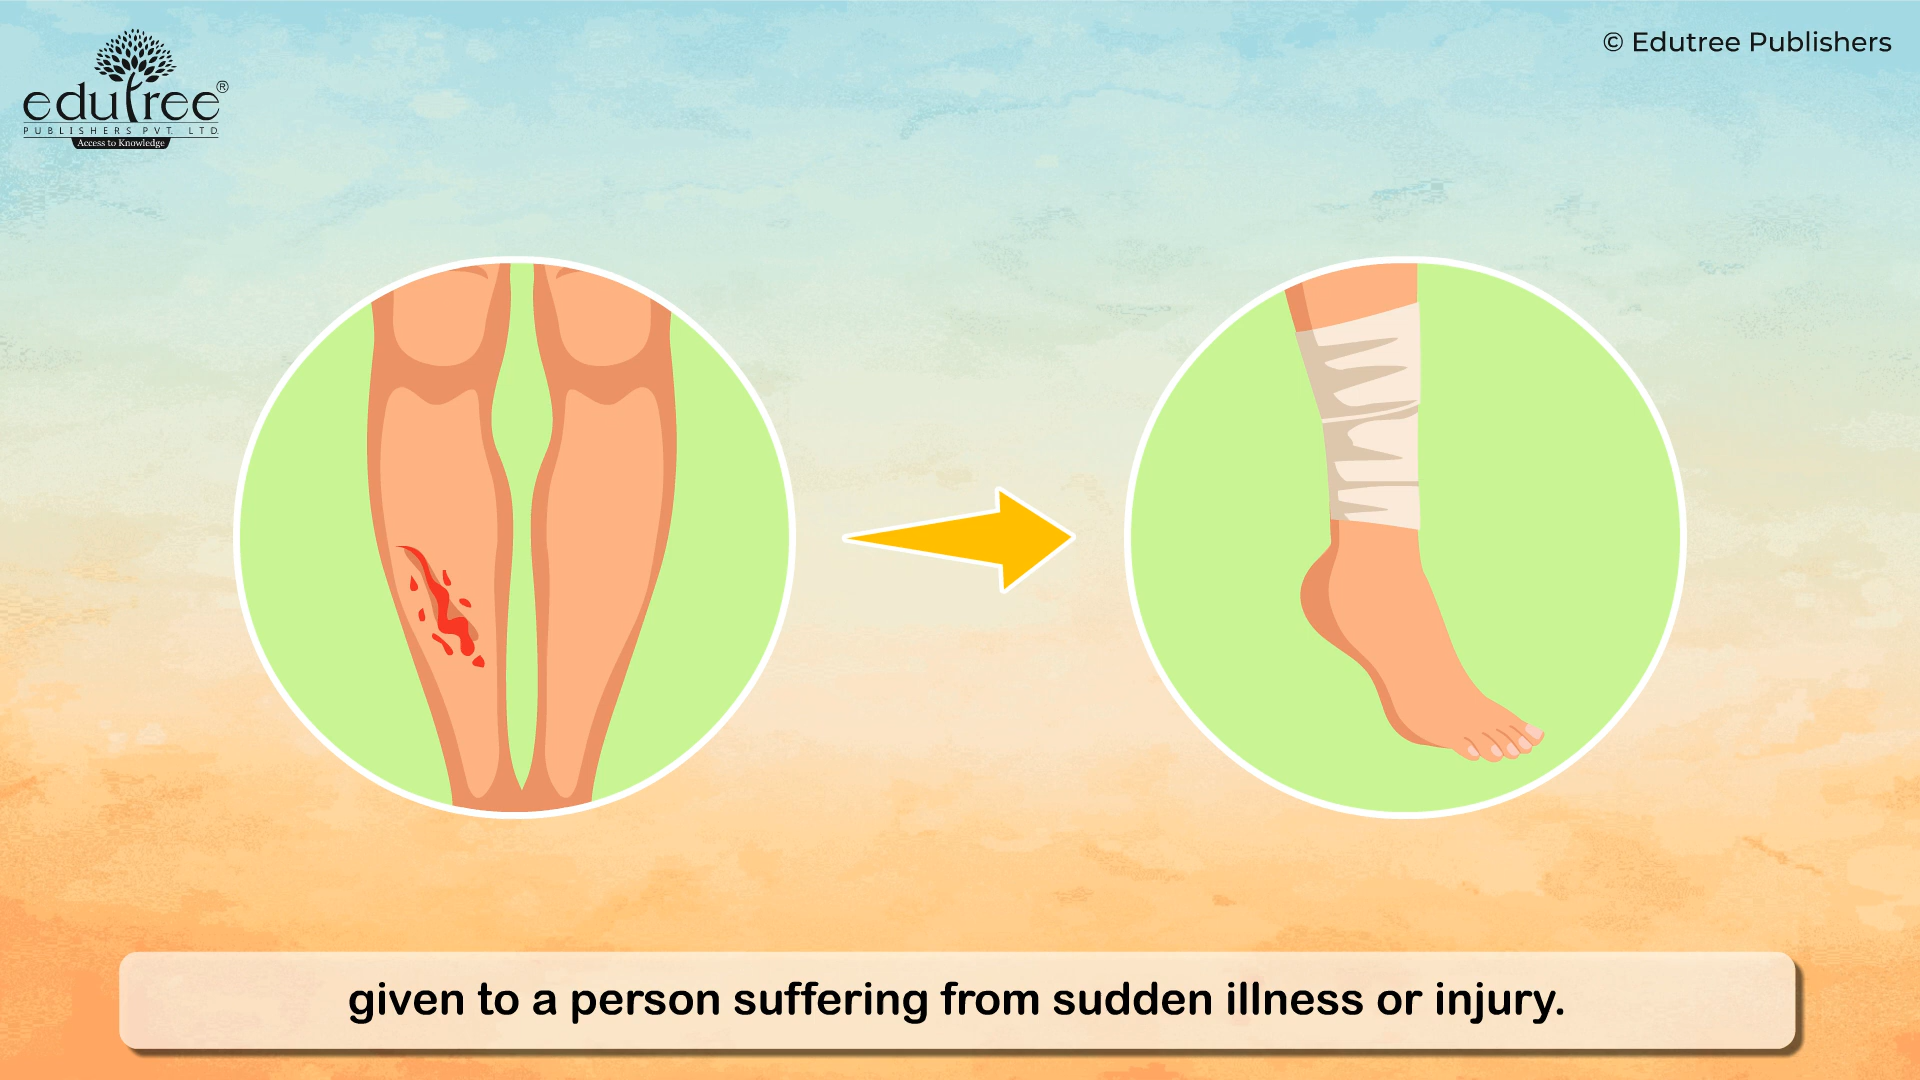 © Edutree Publishers
edutree®
PUBLISHERS PVT. LTD.
Access to Knowledge
given to a person suffering from sudden illness or injury.